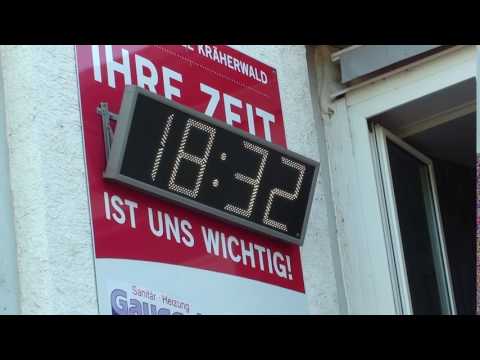 KRÄHERWALD
IHRE ZEIT
18:32
IST UNS WICHTIG!
Sanitär · Heizung